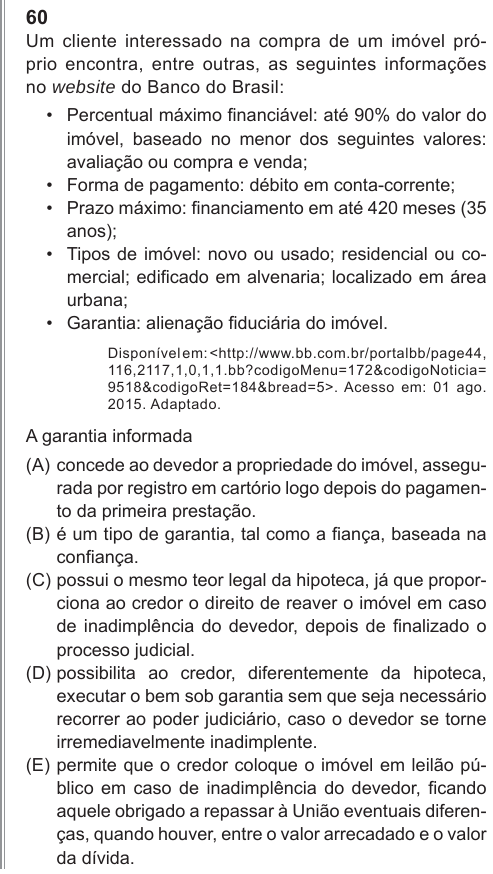 60
Um cliente interessado na compra de um imóvel pró-
prio encontra, entre outras, as seguintes informações
no website do Banco do Brasil:
• Percentual máximo financiável: até 90% do valor do
imóvel, baseado no menor dos seguintes valores:
avaliação ou compra e venda;
• Forma de pagamento: débito em conta-corrente;
• Prazo máximo: financiamento em até 420 meses (35
anos);
• Tipos de imóvel: novo ou usado; residencial ou co-
mercial; edificado em alvenaria; localizado em área
urbana;
• Garantia: alienação fiduciária do imóvel.
Disponível em: <http://www.bb.com.br/portalbb/page44,
116,2117,1,0,1,1.bb?codigoMenu=172&codigoNoticia=
9518&codigoRet=184&bread=5>. Acesso em: 01 ago.
2015. Adaptado.
A garantia informada
(A) concede ao devedor a propriedade do imóvel, assegu-
rada por registro em cartório logo depois do pagamen-
to da primeira prestação.
(B) é um tipo de garantia, tal como a fiança, baseada na
confiança.
(C) possui o mesmo teor legal da hipoteca, já que propor-
ciona ao credor o direito de reaver o imóvel em caso
de inadimplência do devedor, depois de finalizado o
processo judicial.
(D) possibilita ao credor, diferentemente da hipoteca,
executar o bem sob garantia sem que seja necessário
recorrer ao poder judiciário, caso o devedor se torne
irremediavelmente inadimplente.
(E) permite que o credor coloque o imóvel em leilão pú-
blico em caso de inadimplência do devedor, ficando
aquele obrigado a repassar à União eventuais diferen-
ças, quando houver, entre o valor arrecadado e o valor
da dívida.